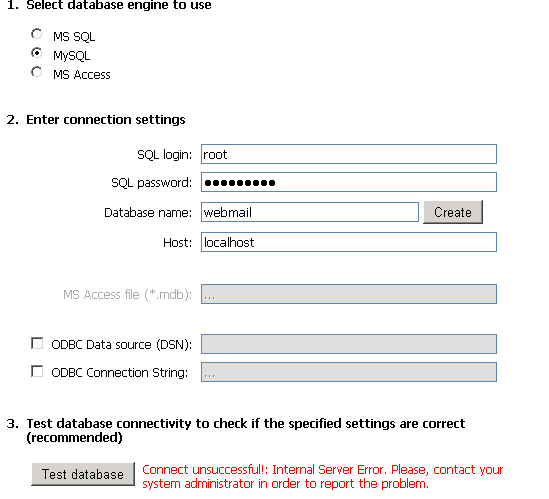 1. Select database engine to use
MS SQL
MySQL
MS Access
2. Enter connection settings
SQL login: root
SQL password: ●●●●●●●●●
Database name: webmail Create
Host: localhost
MS Access file (*.mdb): ...
ODBC Data source (DSN):
ODBC Connection String: ...
3. Test database connectivity to check if the specified settings are correct
(recommended)
Test database Connect unsuccessful!: Internal Server Error. Please, contact your
system administrator in order to report the problem.